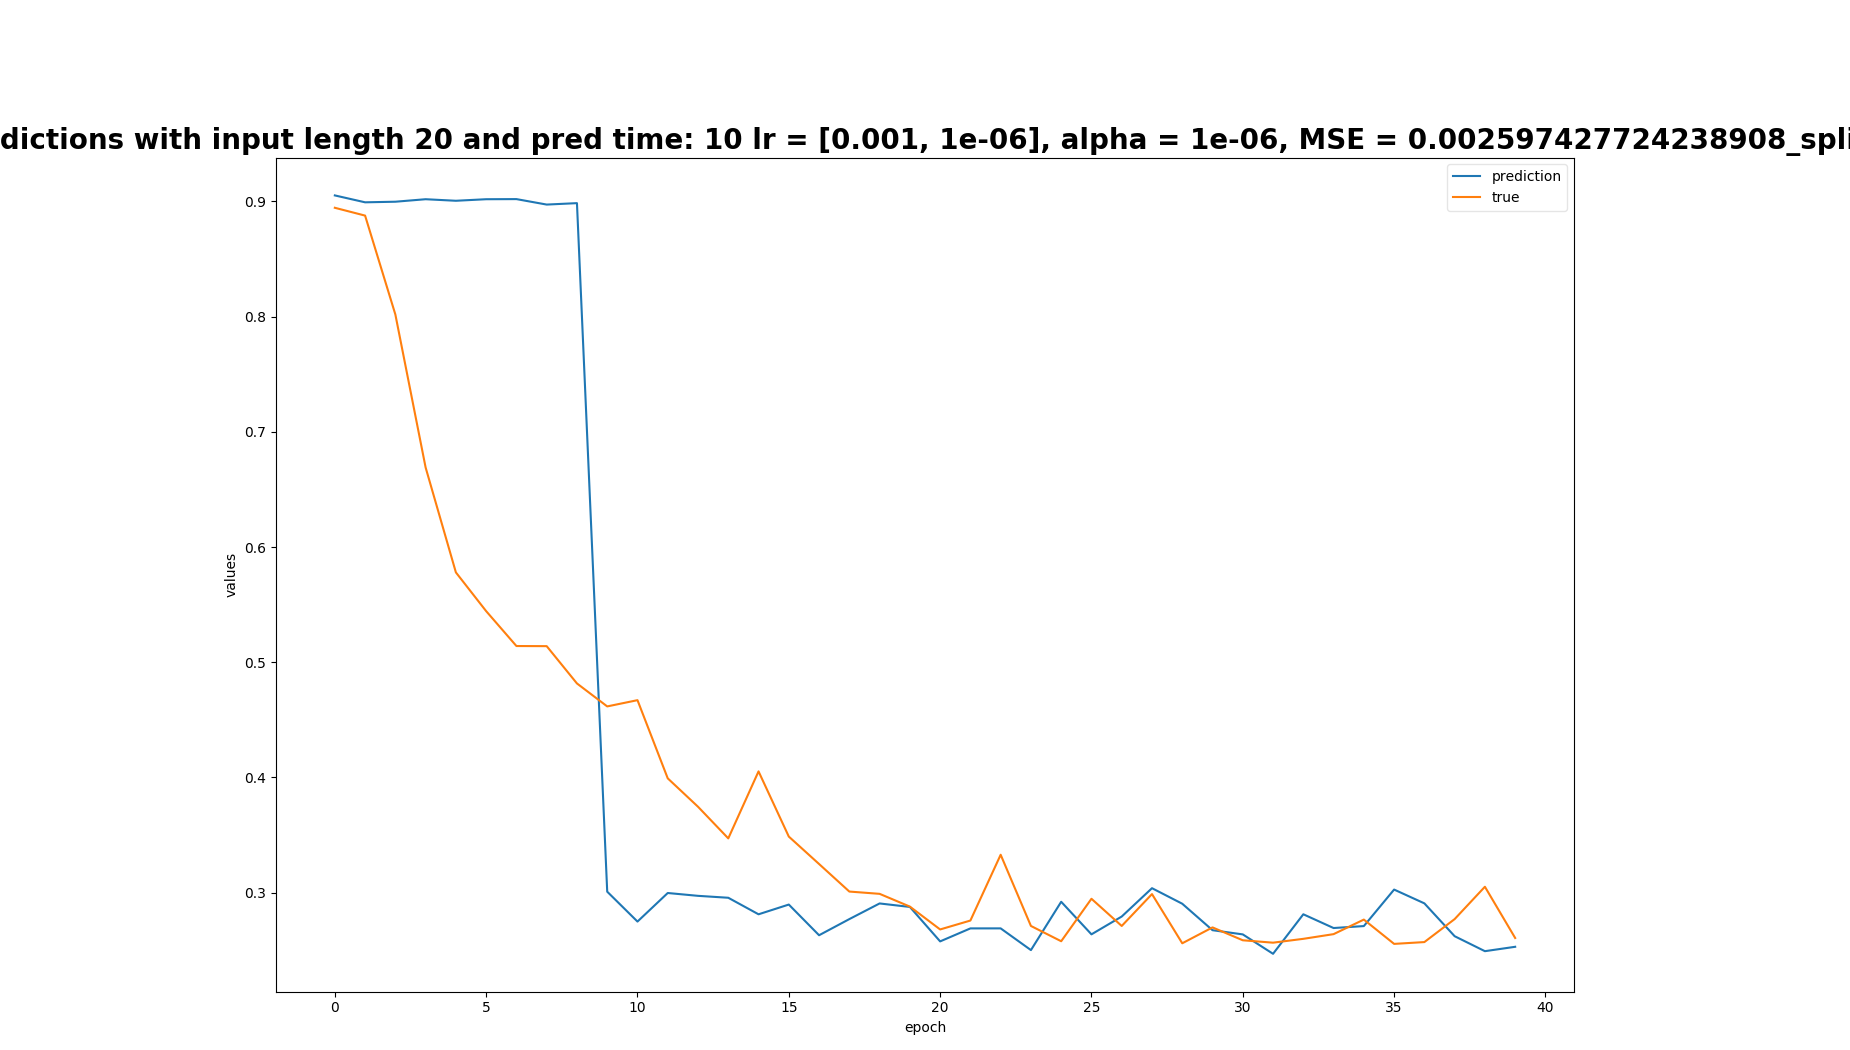 dictions with input length 20 and pred time: 10 lr = [0.001, 1e-06], alpha = 1e-06, MSE = 0.002597427724238908_spli
prediction
true
0.9
0.8
0.7
0.6
0.5
0.4
0.3
values
0 5 10 15 20 25 30 35 40
epoch